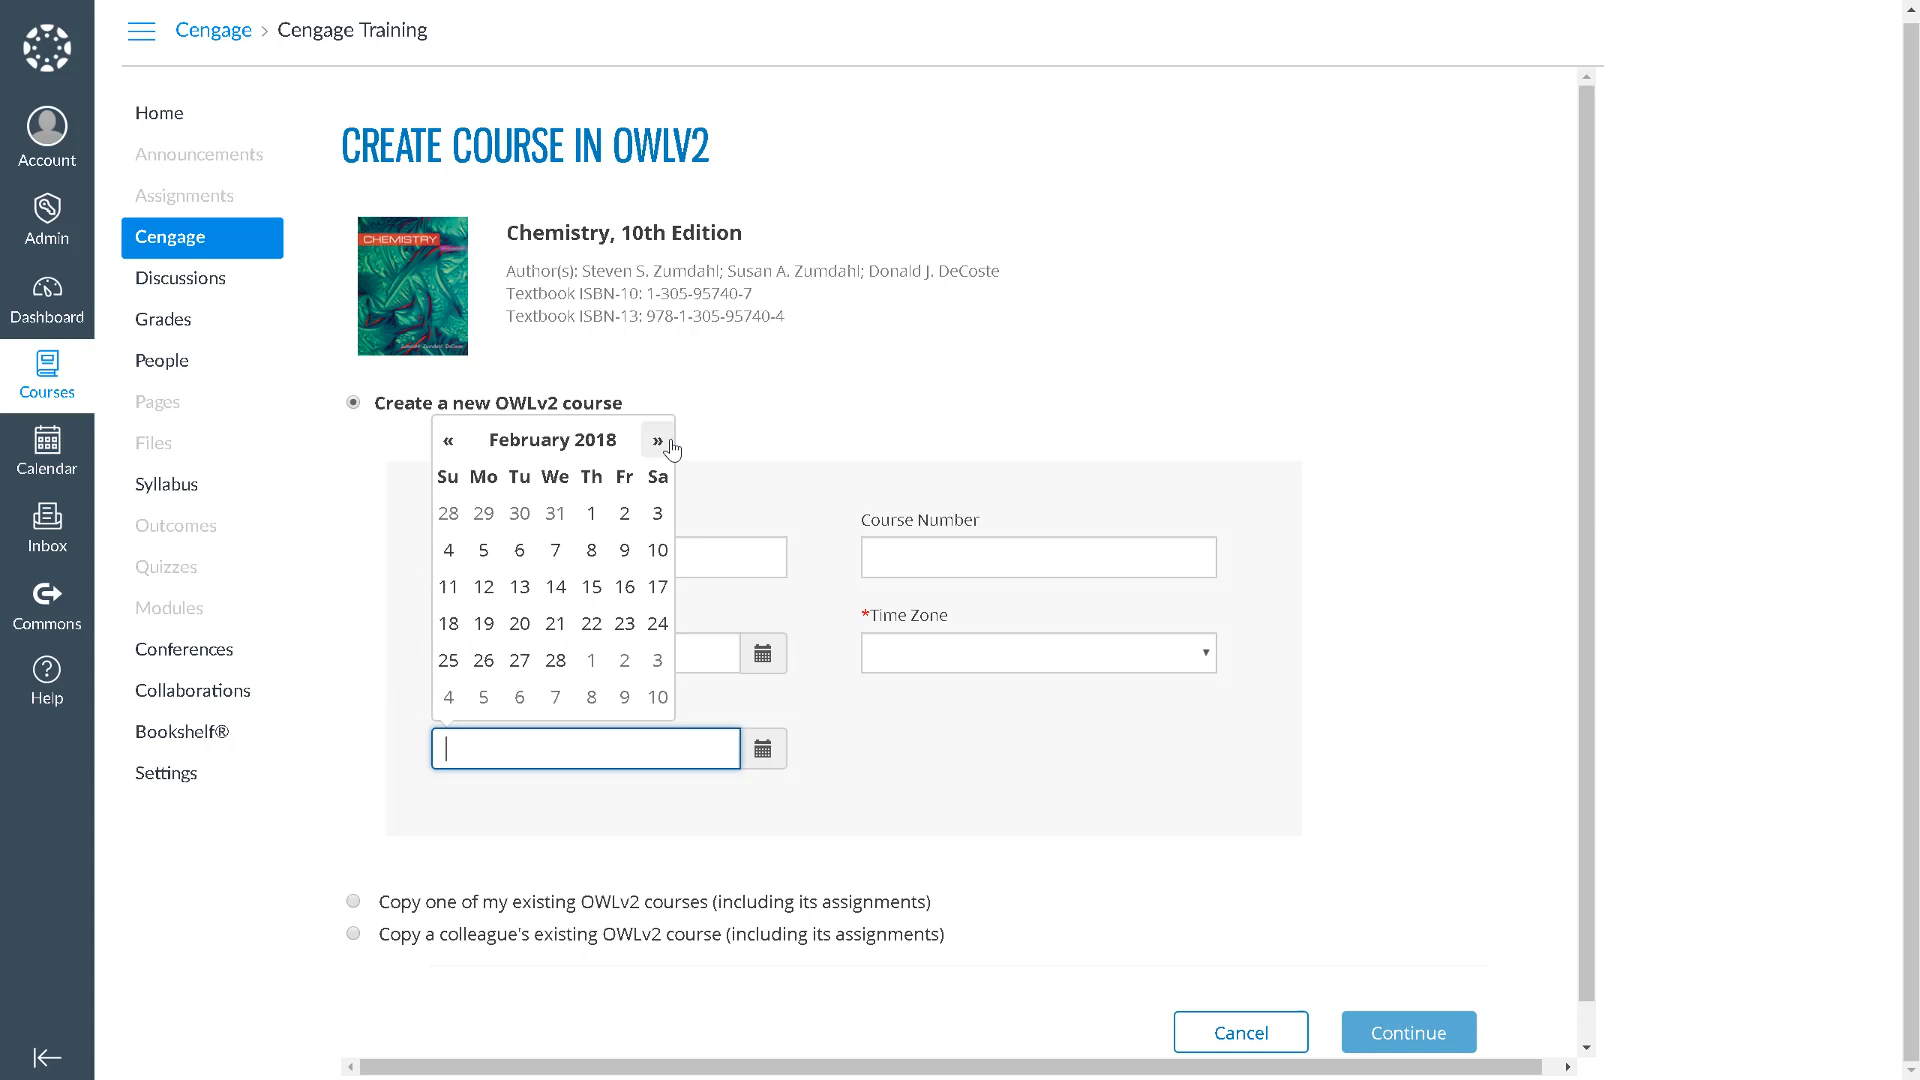 Cengage > Cengage Training
Account
Admin
Dashboard
Courses
Calendar
Inbox
Commons
Help
Home
Announcements
Assignments
Cengage
Discussions
Grades
People
Pages
Files
Syllabus
Outcomes
Quizzes
Modules
Conferences
Collaborations
Bookshelf®
Settings
CREATE COURSE IN OWLV2
CHEMISTRY
Chemistry, 10th Edition
Author(s): Steven S. Zumdahl; Susan A. Zumdahl; Donald J. DeCoste
Textbook ISBN-10: 1-305-95740-7
Textbook ISBN-13: 978-1-305-95740-4
Create a new OWLv2 course
« February 2018 »
Su Mo Tu We Th Fr Sa
28 29 30 31 1 2 3
4 5 6 7 8 9 10
11 12 13 14 15 16 17
18 19 20 21 22 23 24
25 26 27 28 1 2 3
4 5 6 7 8 9 10
Course Number
*Time Zone
Copy one of my existing OWLv2 courses (including its assignments)
Copy a colleague's existing OWLv2 course (including its assignments)
Cancel
Continue